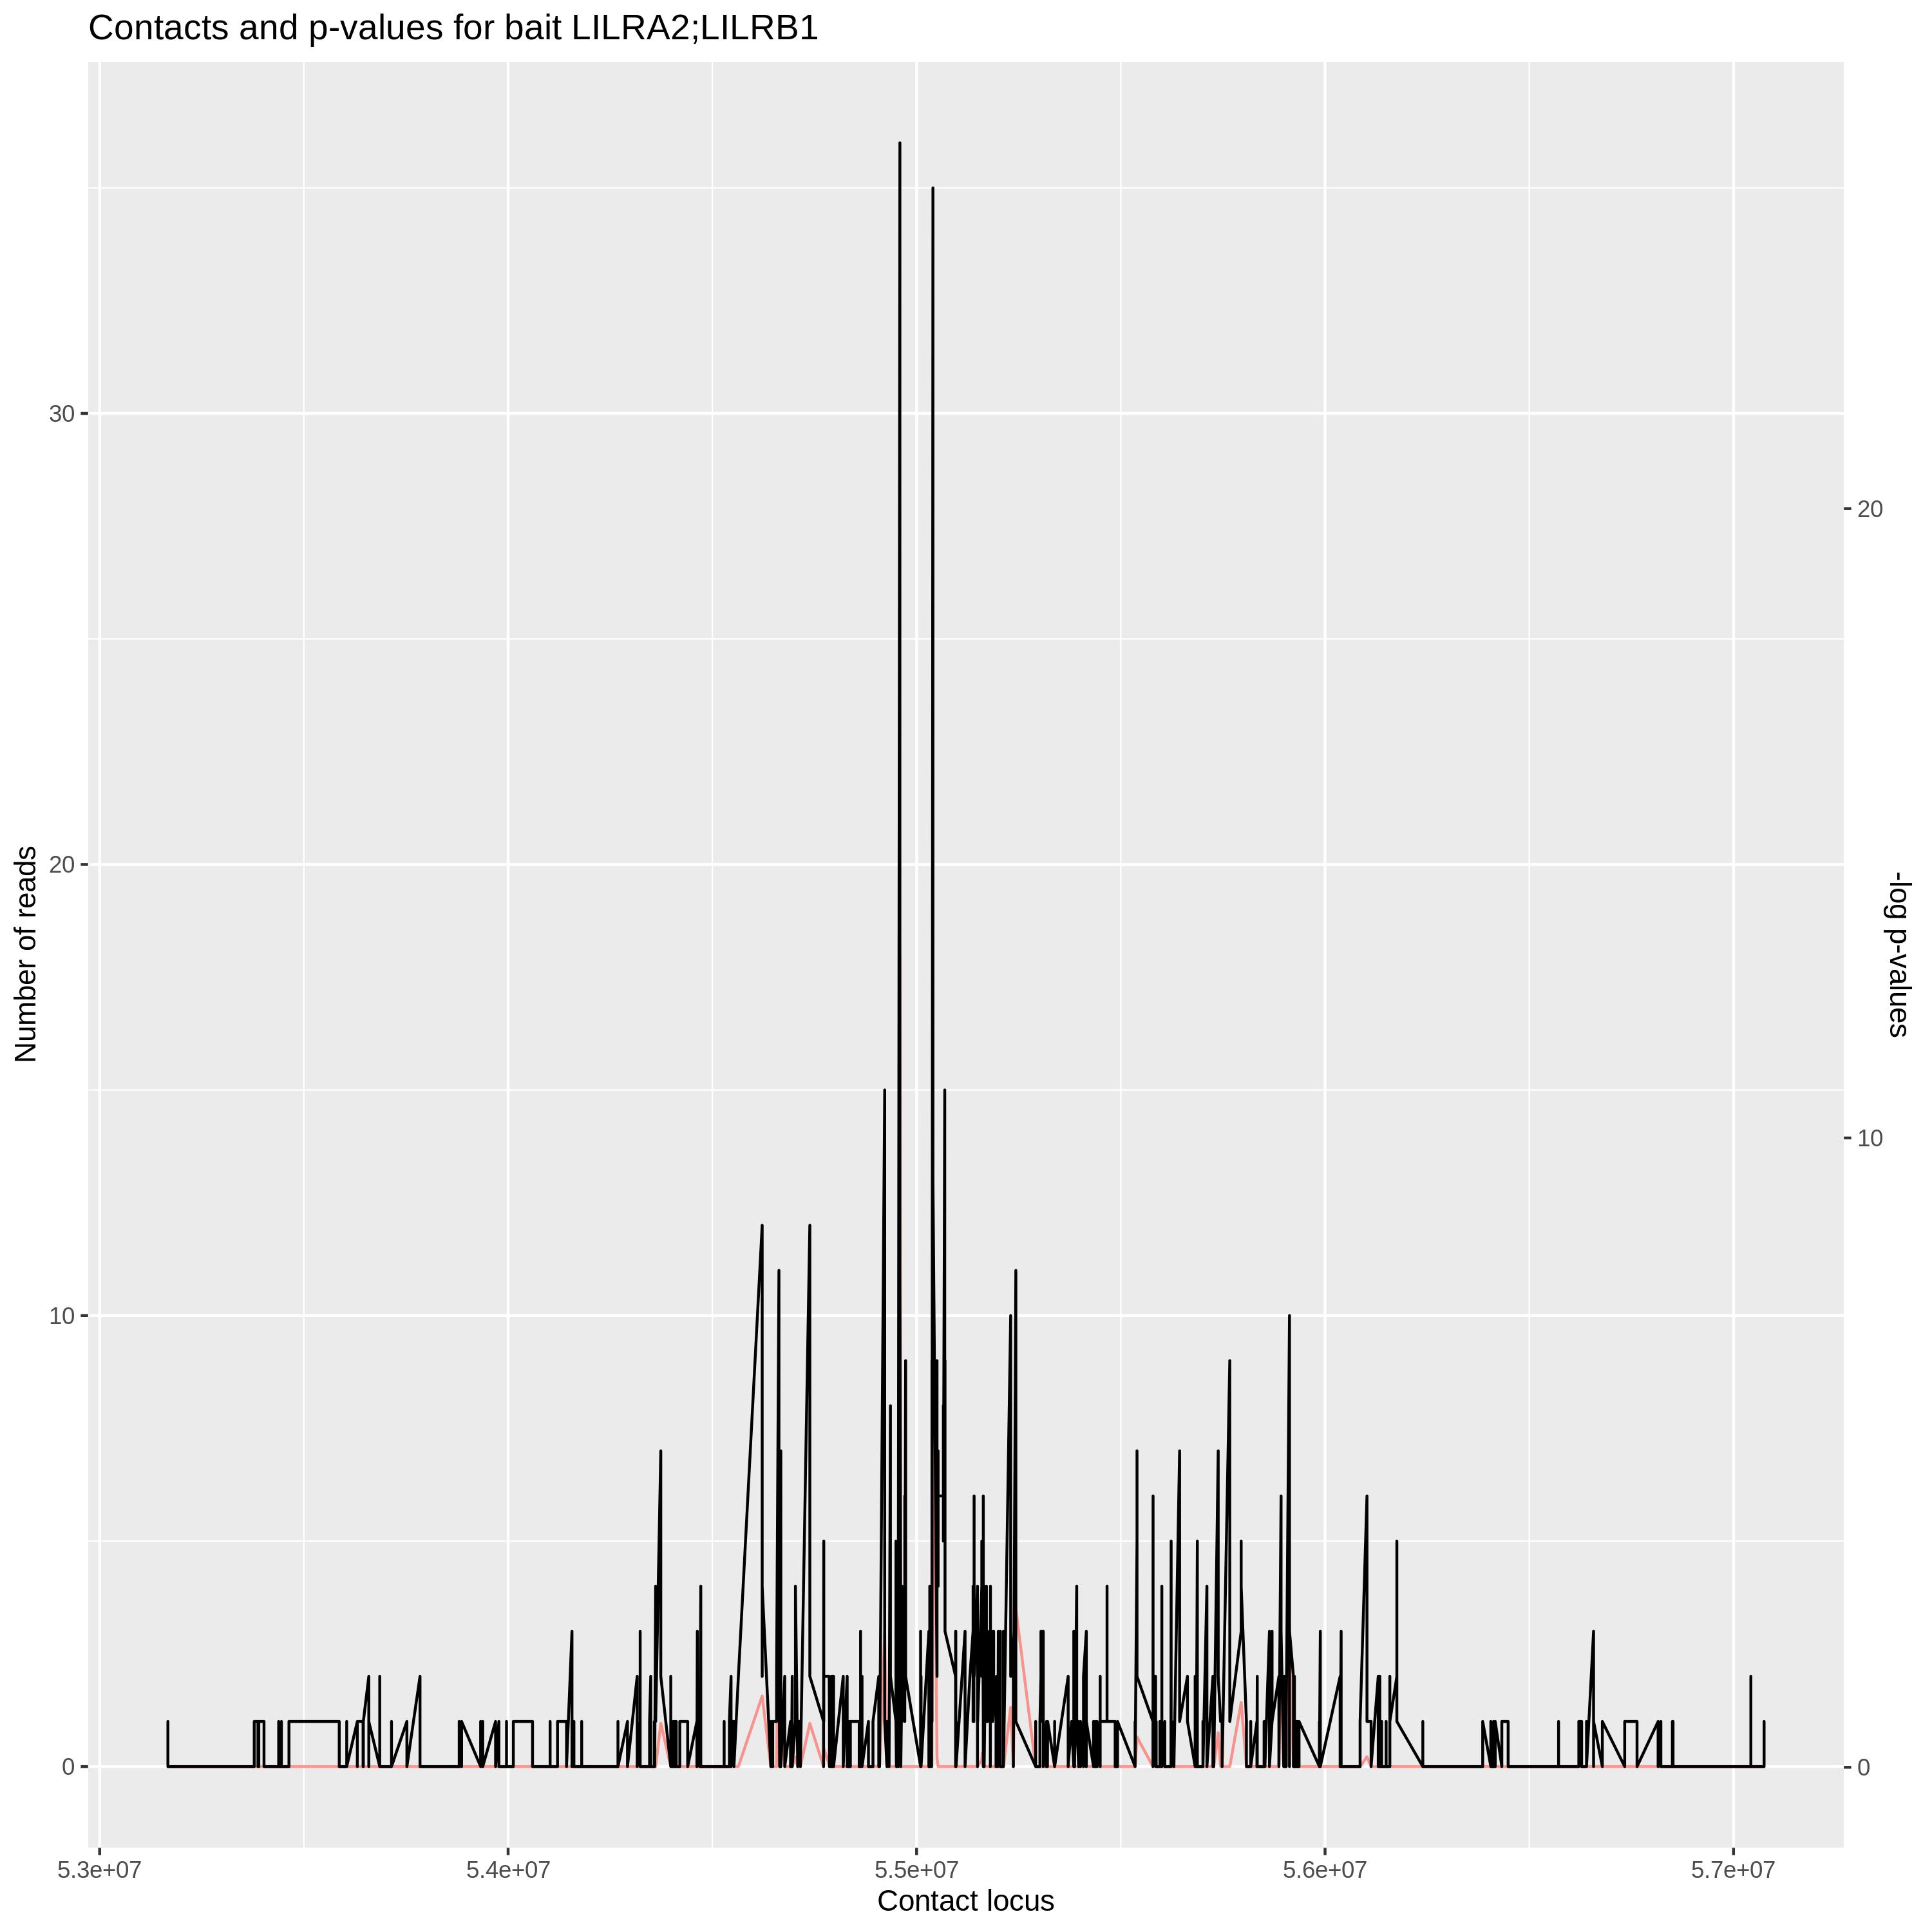 Contacts and p-values for bait LILRA2;LILRB1
Number of reads
30
20
10
0
20
10
0
-log p-values
5.3e+07 5.4e+07 5.5e+07 5.6e+07 5.7e+07
Contact locus